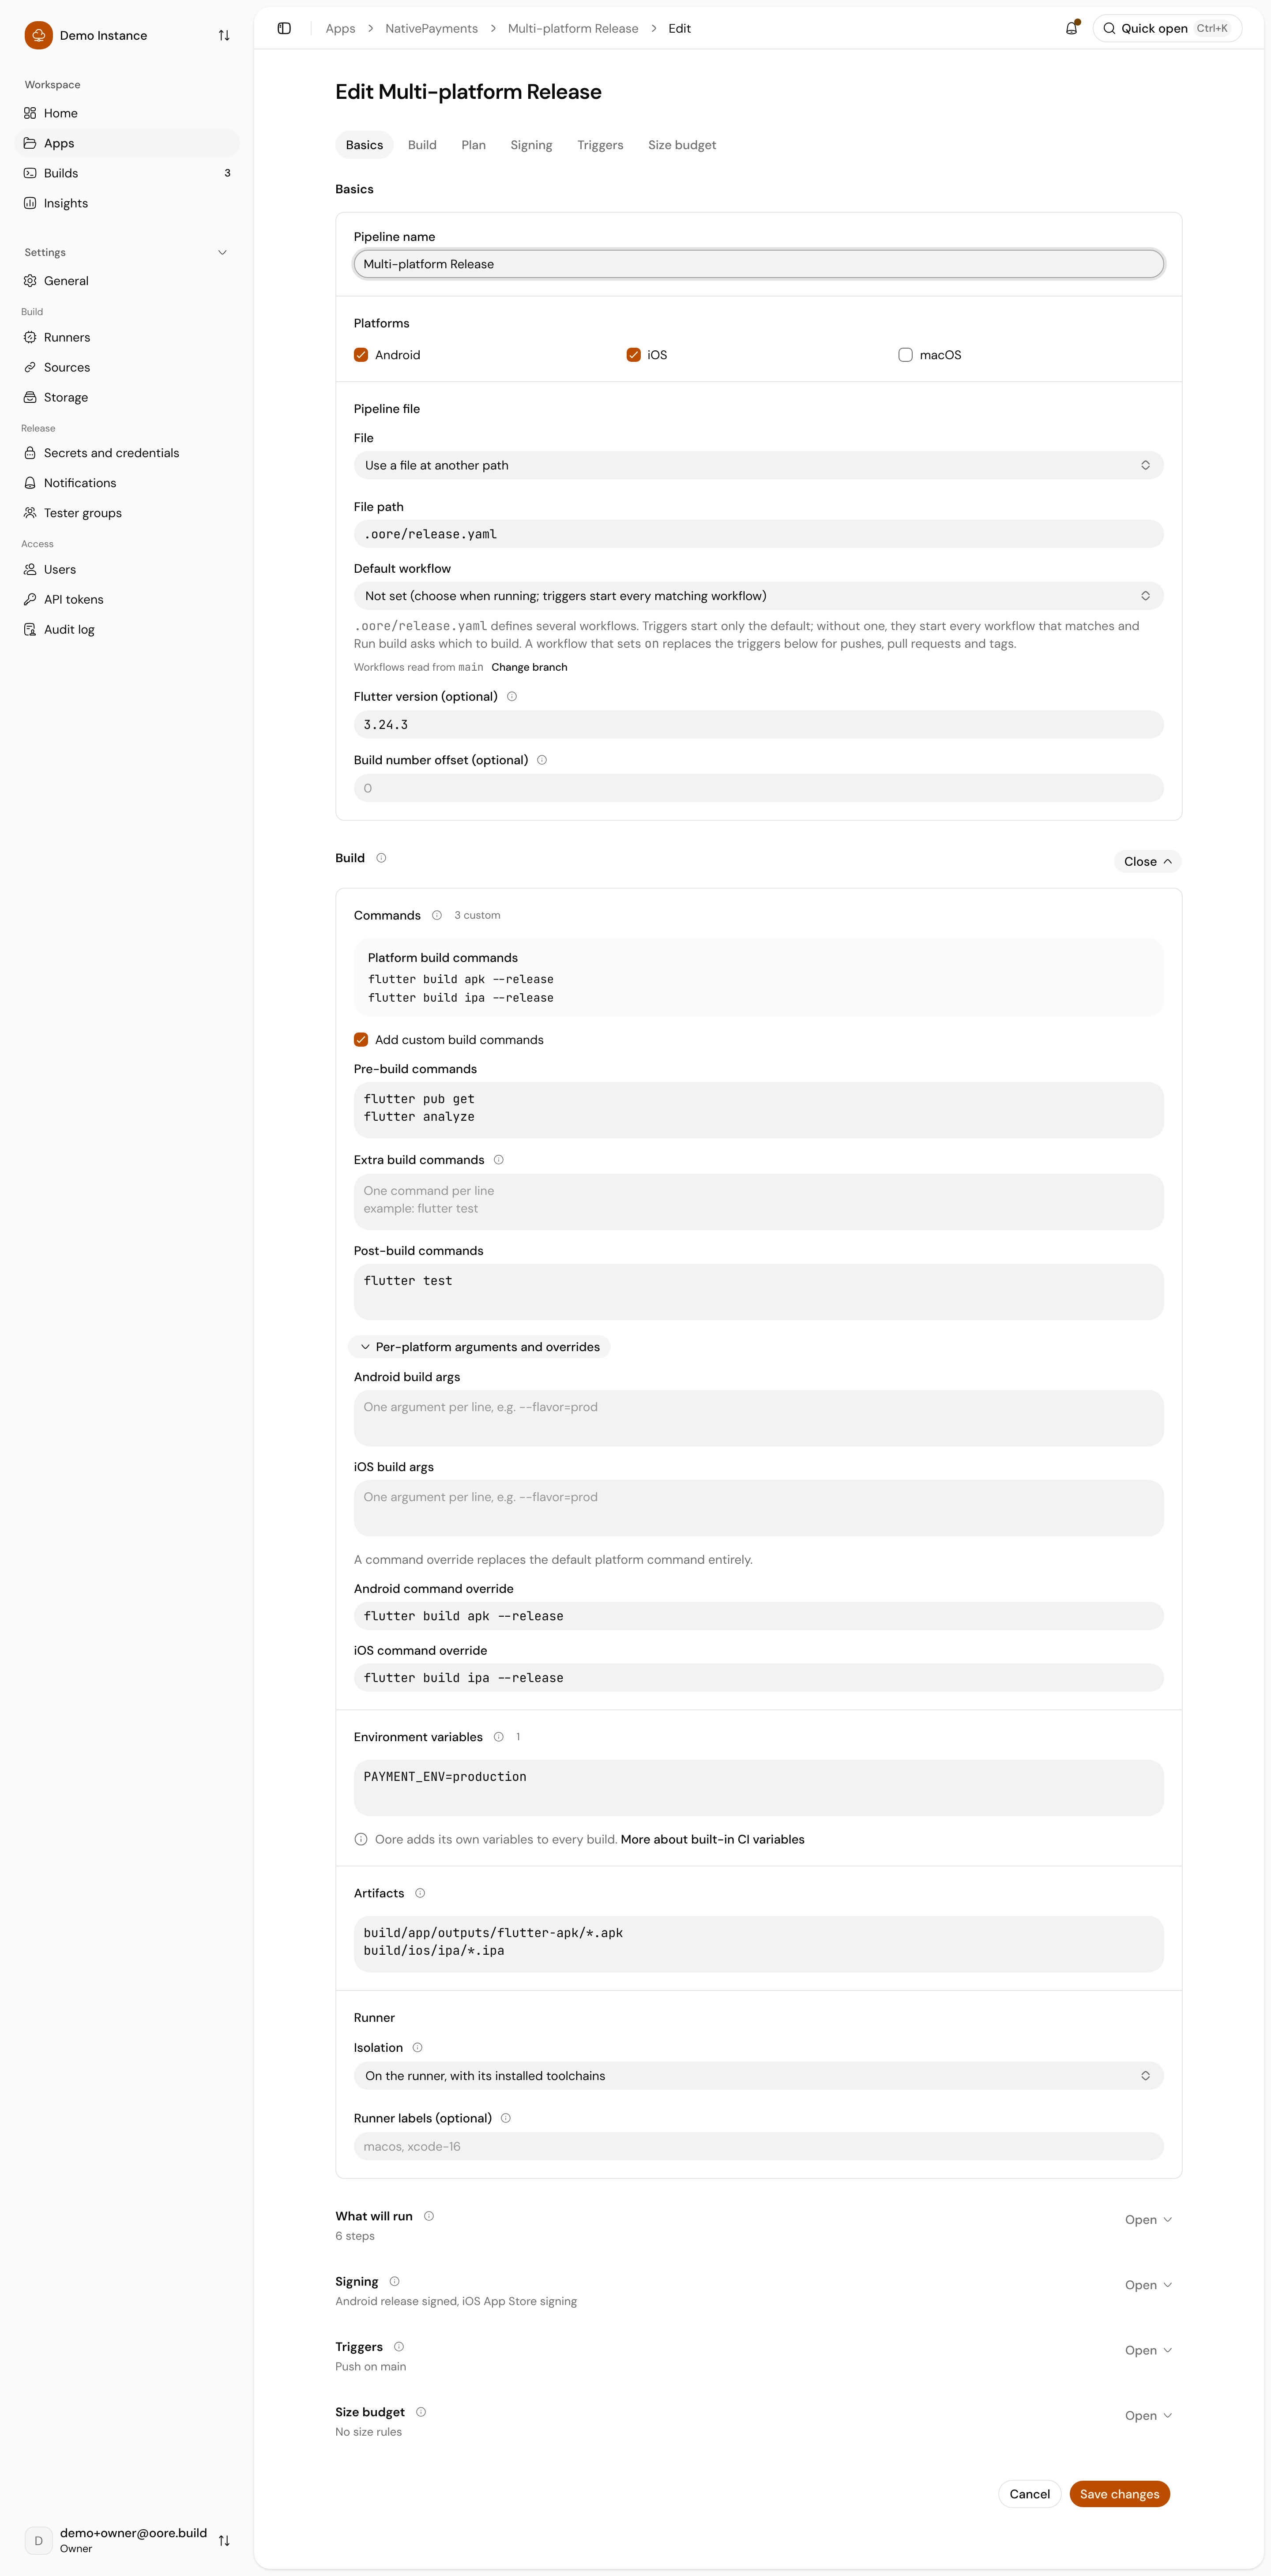 Demo Instance
Workspace
Home
Apps
Builds
3
Insights
Settings
General
Build
Runners
Sources
Storage
Release
Secrets and credentials
Notifications
Tester groups
Access
Users
API tokens
Audit log
D
demo+owner@oore.build
Owner
Apps > NativePayments > Multi-platform Release > Edit
Quick open Ctrl+K
Edit Multi-platform Release
Basics Build Plan Signing Triggers Size budget
Basics
Pipeline name
Multi-platform Release
Platforms
Android iOS macOS
Pipeline file
File
Use a file at another path
File path
.oore/release.yaml
Default workflow
Not set (choose when running; triggers start every matching workflow)
.oore/release.yaml defines several workflows. Triggers start only the default; without one, they start every workflow that matches and
Run build asks which to build. A workflow that sets on replaces the triggers below for pushes, pull requests and tags.
Workflows read from main Change branch
Flutter version (optional)
3.24.3
Build number offset (optional)
0
Build
Close
Commands 3 custom
Platform build commands
flutter build apk --release
flutter build ipa --release
Add custom build commands
Pre-build commands
flutter pub get
flutter analyze
Extra build commands
One command per line
example: flutter test
Post-build commands
flutter test
Per-platform arguments and overrides
Android build args
One argument per line, e.g. --flavor=prod
iOS build args
One argument per line, e.g. --flavor=prod
A command override replaces the default platform command entirely.
Android command override
flutter build apk --release
iOS command override
flutter build ipa --release
Environment variables 1
PAYMENT_ENV=production
Oore adds its own variables to every build. More about built-in CI variables
Artifacts
build/app/outputs/flutter-apk/*.apk
build/ios/ipa/*.ipa
Runner
Isolation
On the runner, with its installed toolchains
Runner labels (optional)
macos, xcode-16
What will run
6 steps
Open
Signing
Android release signed, iOS App Store signing
Open
Triggers
Push on main
Open
Size budget
No size rules
Open
Cancel Save changes